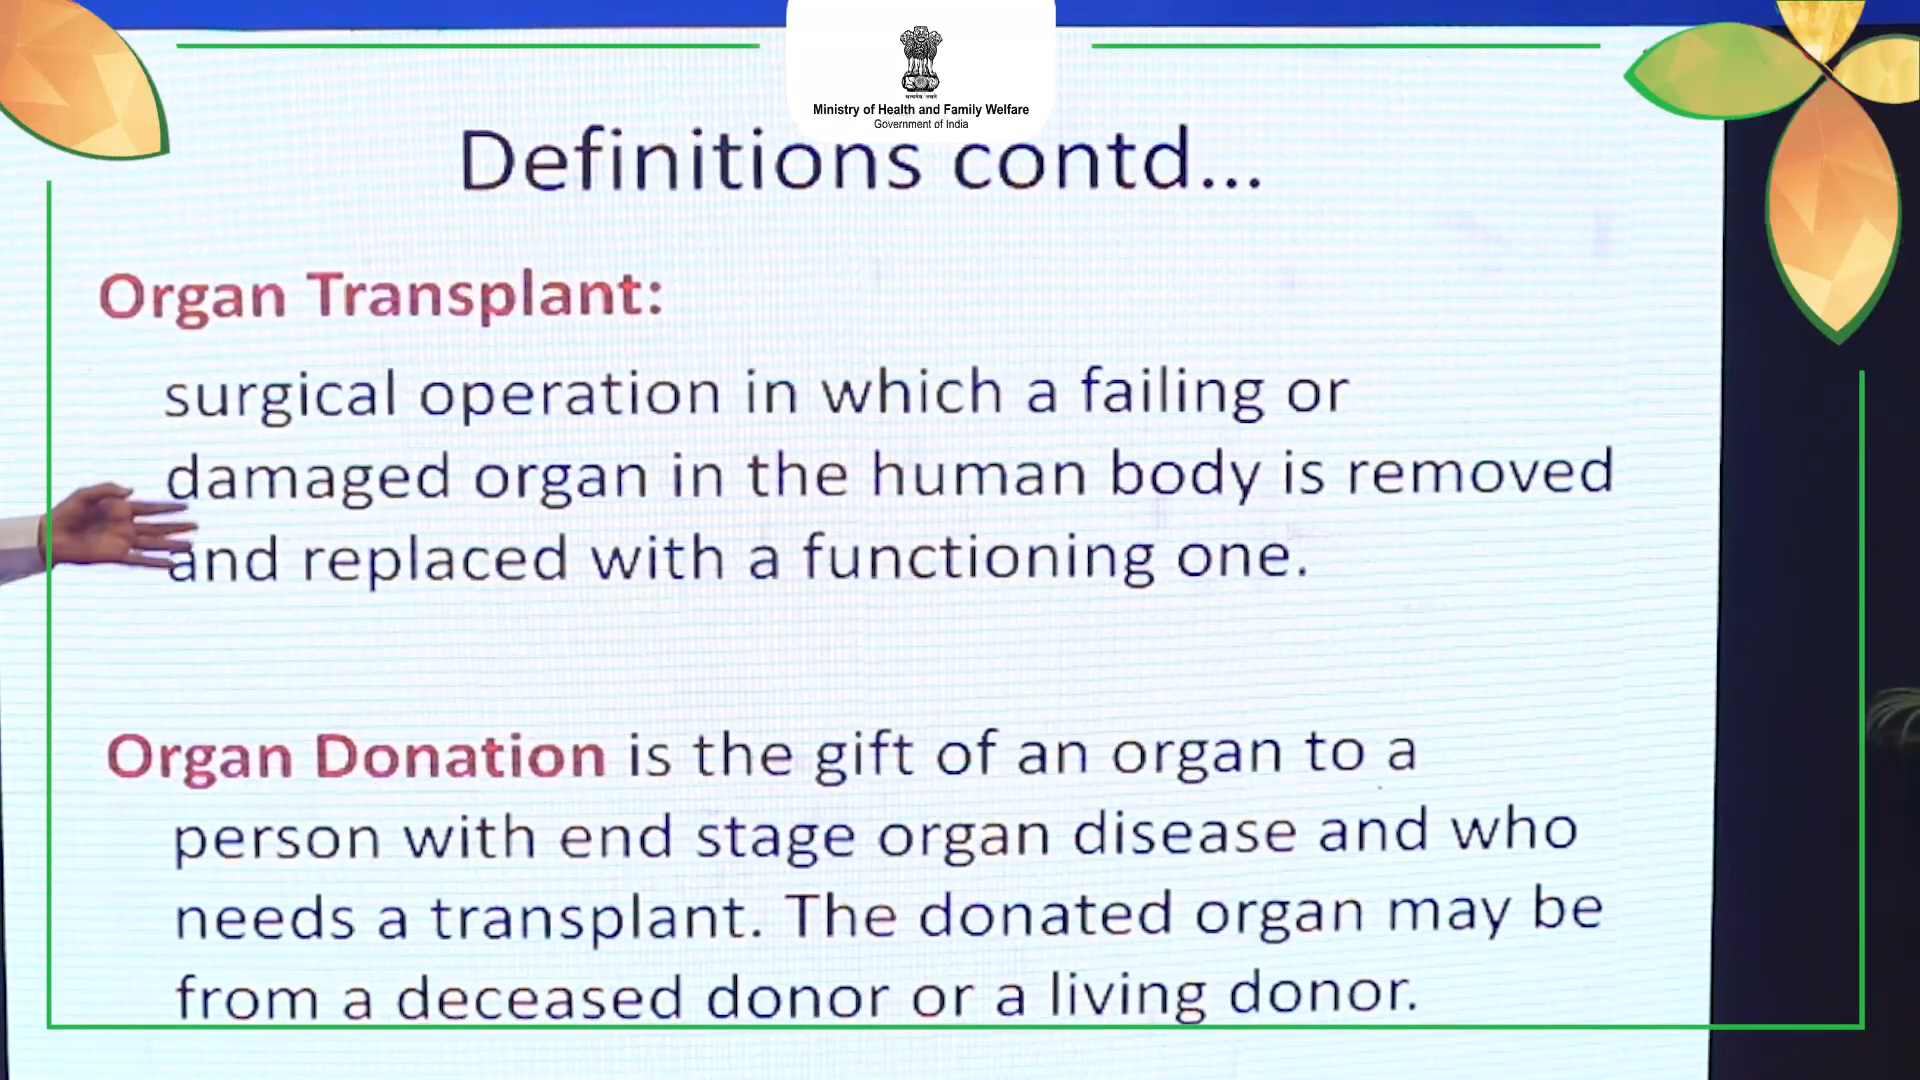 Ministry of Health and Family Welfare
Government of India
Definitions contd...
Organ Transplant:
surgical operation in which a failing or
damaged organ in the human body is removed
and replaced with a functioning one.
Organ Donation is the gift of an organ to a
person with end stage organ disease and who
needs a transplant. The donated organ may be
from a deceased donor or a living donor.